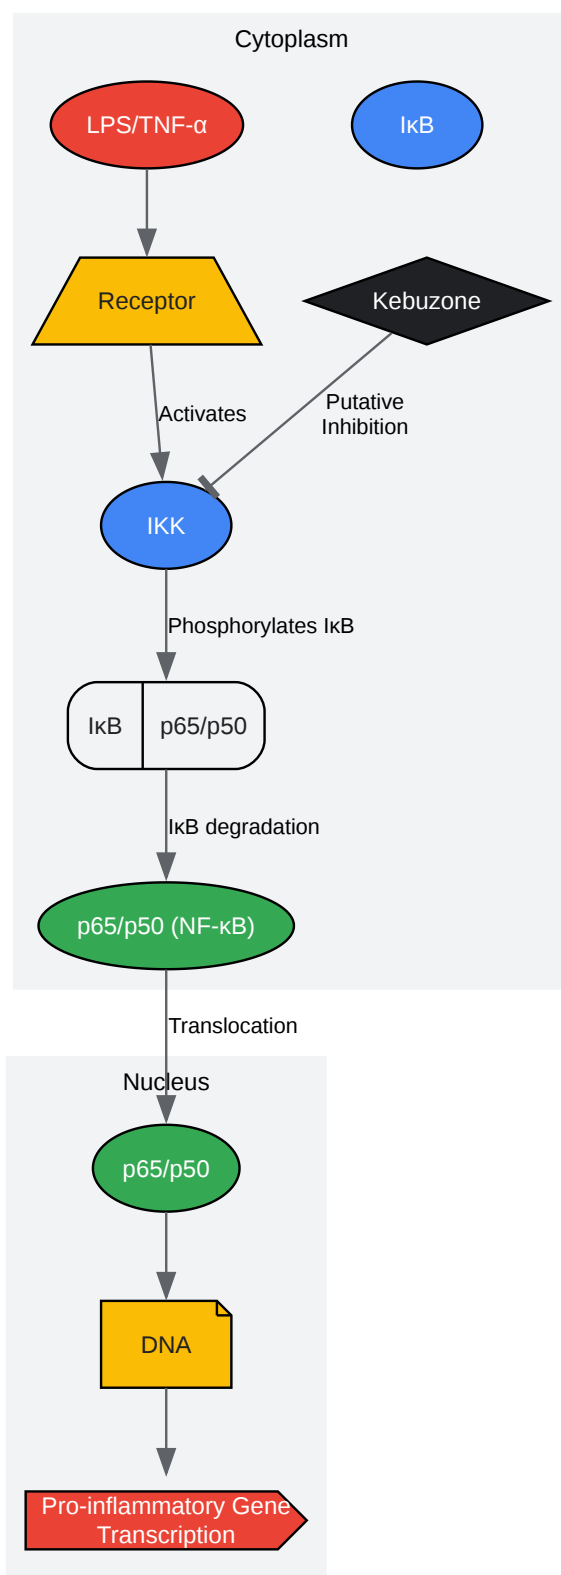 Cytoplasm
LPS/TNF-α
IκB
Receptor
Kebuzone
Activates
Putative
Inhibition
IKK
Phosphorylates IκB
IκB
p65/p50
IκB degradation
p65/p50 (NF-κB)
Translocation
Nucleus
p65/p50
DNA
Pro-inflammatory Gene
Transcription